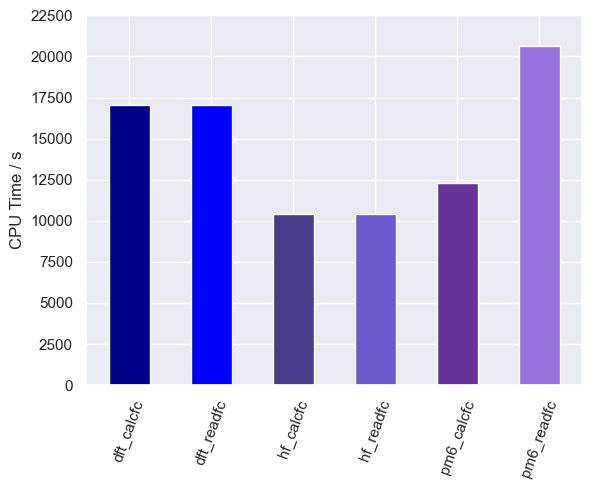 22500
20000
17500
15000
12500
10000
7500
5000
2500
0
CPU Time / s
dft_calcfc
dft_readfc
hf_calcfc
hf_readfc
pm6_calcfc
pm6_readfc